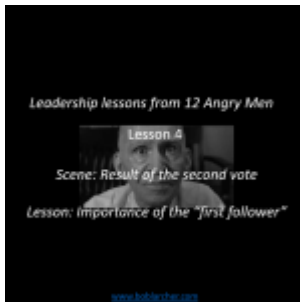 Leadership lessons from 12 Angry Men
Lesson 4
Scene: Result of the second vote
Lesson: Importance of the "first follower"